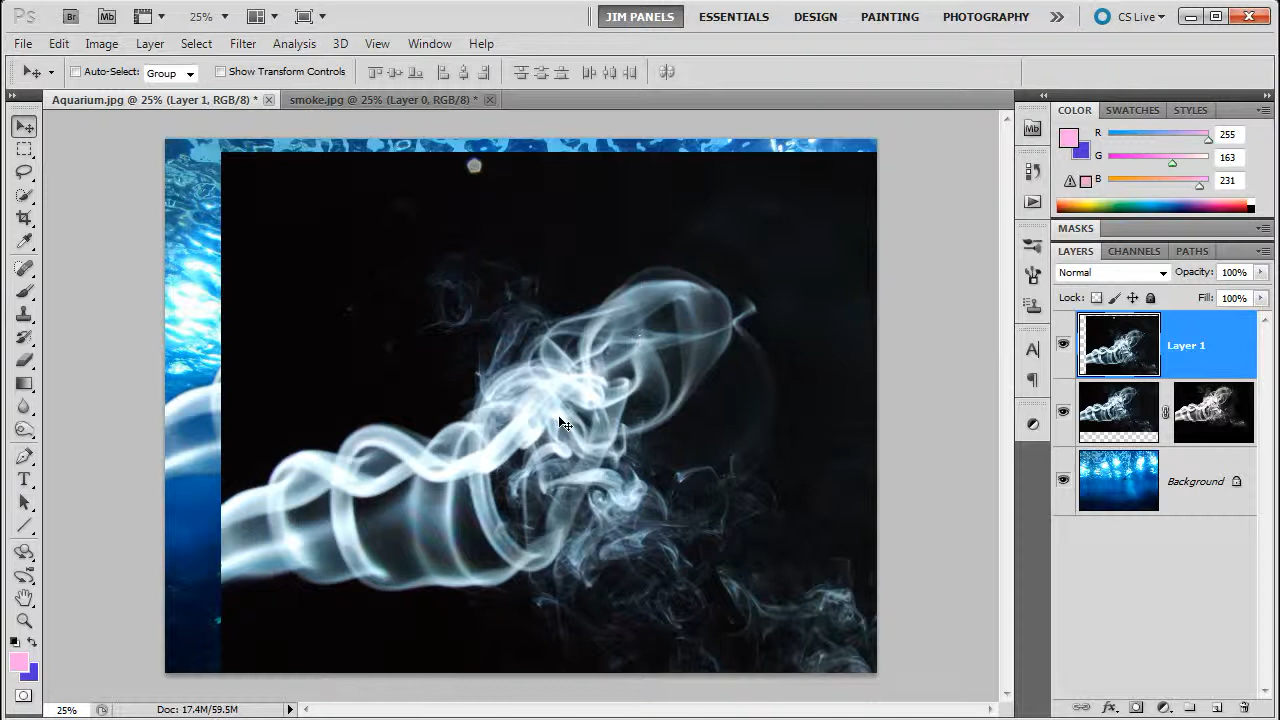 Ps Br Mb 25% JIM PANELS ESSENTIALS DESIGN PAINTING PHOTOGRAPHY CS Live
File Edit Image Layer Select Filter Analysis 3D View Window Help
Auto-Select: Group Show Transform Controls
Aquarium.jpg @ 25% (Layer 1, RGB/8) * smoke.jpg @ 25% (Layer 0, RGB/8) *
COLOR SWATCHES STYLES
Mb
R 255
G 163
B 231
MASKS
LAYERS CHANNELS PATHS
Normal Opacity: 100%
Lock: Fill: 100%
Layer 1
Background
25% Doc: 17.4M/59.5M